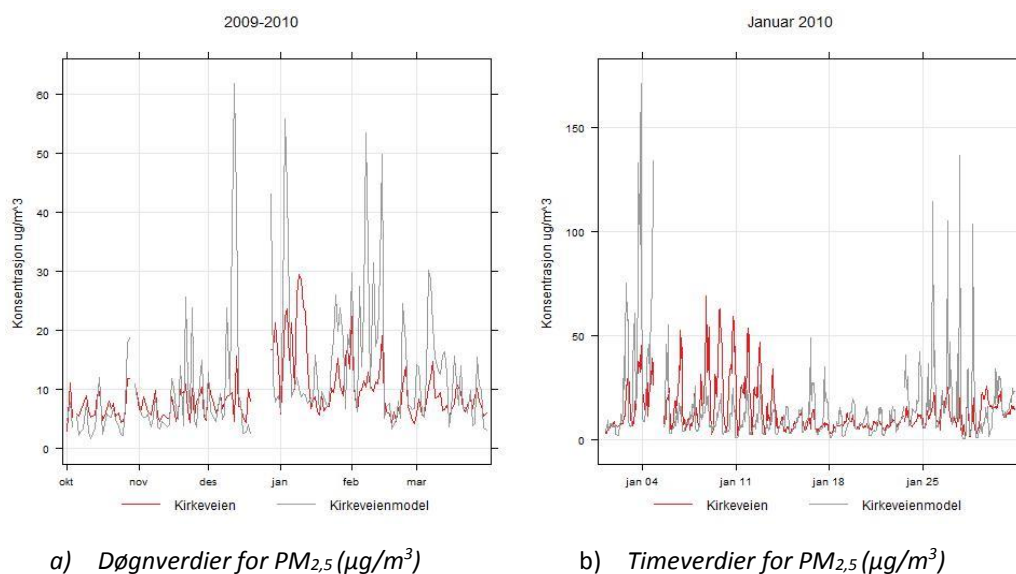 2009-2010
Konsentrasjon ug/m^3
60
50
40
30
20
10
0
okt nov des jan feb mar
Kirkeveien Kirkeveienmodel
a) Døgnverdier for PM2,5 (µg/m3)
Januar 2010
Konsentrasjon ug/m^3
150
100
50
0
jan 04 jan 11 jan 18 jan 25
Kirkeveien Kirkeveienmodel
b) Timeverdier for PM2,5 (µg/m3)